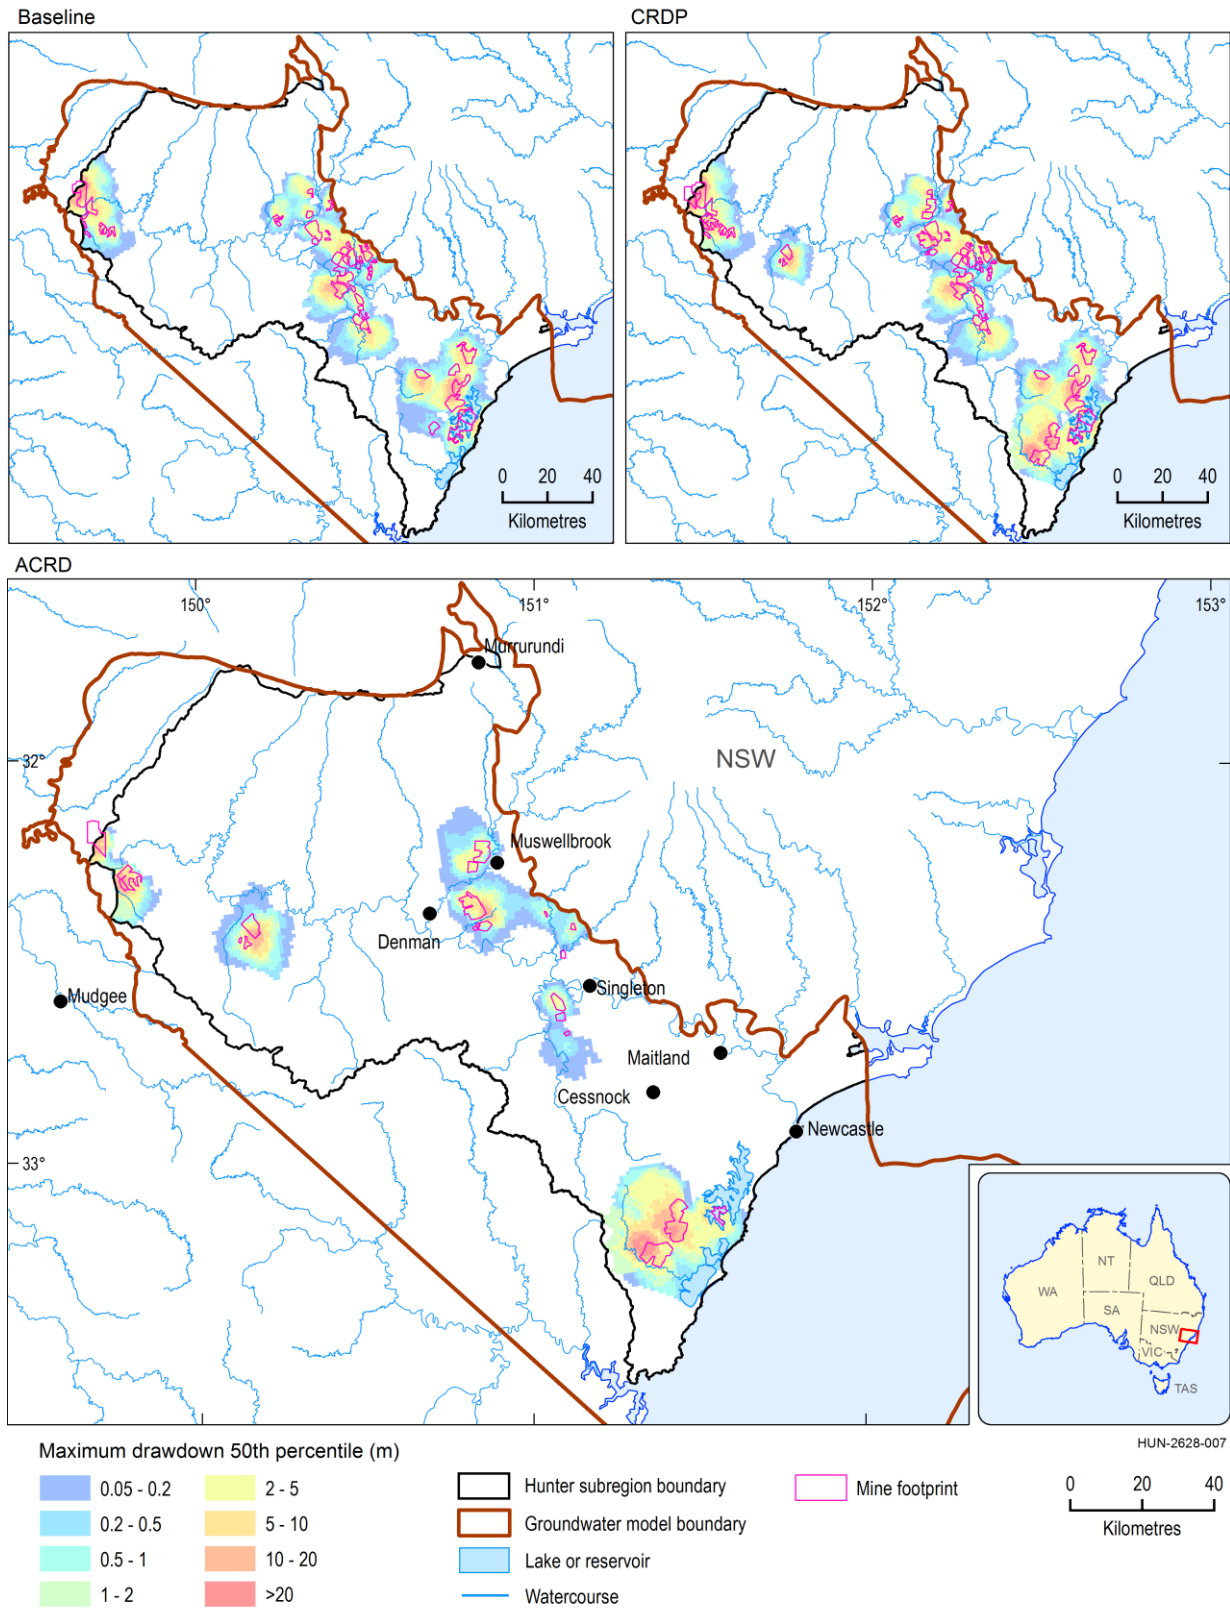 Baseline
CRDP
0 20 40
Kilometres
0 20 40
Kilometres
ACRD
150°
151°
152°
153°
Murrurundi
32°
NSW
Muswellbrook
Denman
Mudgee
Singleton
Maitland
Cessnock
Newcastle
33°
NT
QLD
WA
SA
NSW
VIC
TAS
HUN-2628-007
Maximum drawdown 50th percentile (m)
0.05 - 0.2
0.2 - 0.5
0.5 - 1
1 - 2
2 - 5
5 - 10
10 - 20
>20
Hunter subregion boundary
Groundwater model boundary
Lake or reservoir
Watercourse
Mine footprint
0 20 40
Kilometres